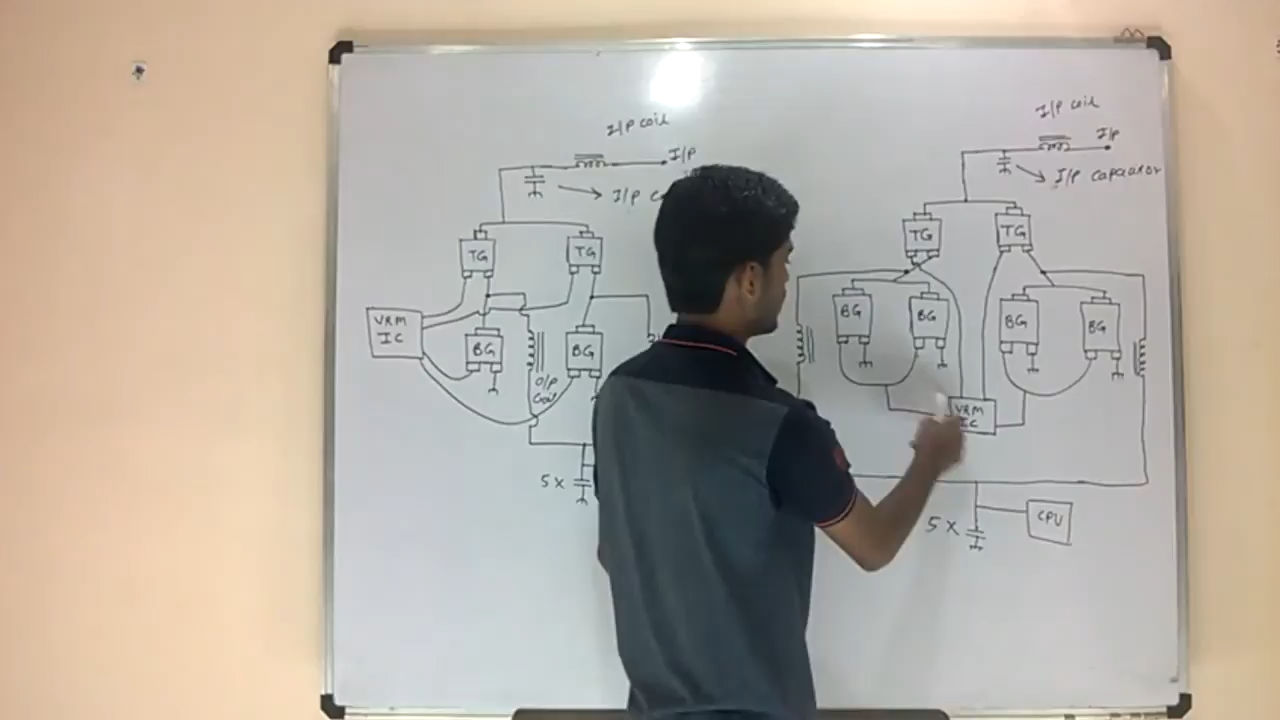 I/P coil
I/P
I/P
TG
TG
VRM
IC
BG
BG
O/P
coil
5 X
I/P coil
I/P
I/P capacitor
TG
TG
BG
BG
BG
BG
VRM
IC
CPU
5 X